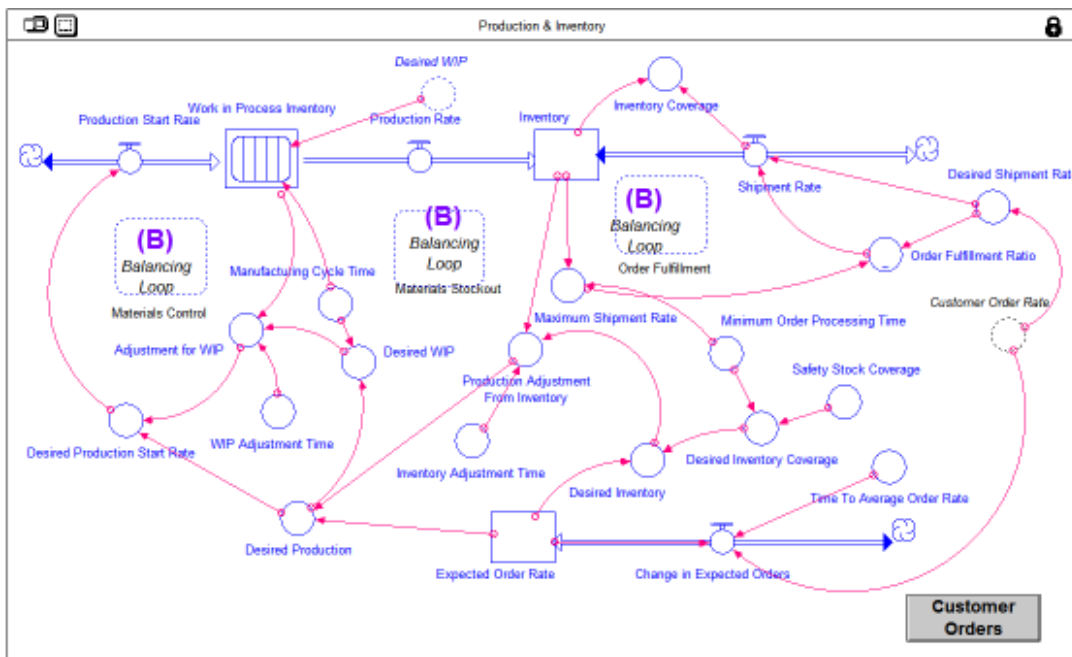 Production & Inventory
Desired WIP
Work in Process Inventory
Production Start Rate
Production Rate
Inventory
Inventory Coverage
Shipment Rate
Desired Shipment Rat
(B)
Balancing
Loop
Materials Control
(B)
Balancing
Loop
Materials Stockout
(B)
Balancing
Loop
Order Fulfillment
Manufacturing Cycle Time
Order Fulfillment Ratio
Customer Order Rate
Maximum Shipment Rate
Minimum Order Processing Time
Adjustment for WIP
Desired WIP
Production Adjustment
From Inventory
Safety Stock Coverage
WIP Adjustment Time
Desired Production Start Rate
Inventory Adjustment Time
Desired Inventory Coverage
Desired Inventory
Time To Average Order Rate
Desired Production
Expected Order Rate
Change in Expected Orders
Customer
Orders